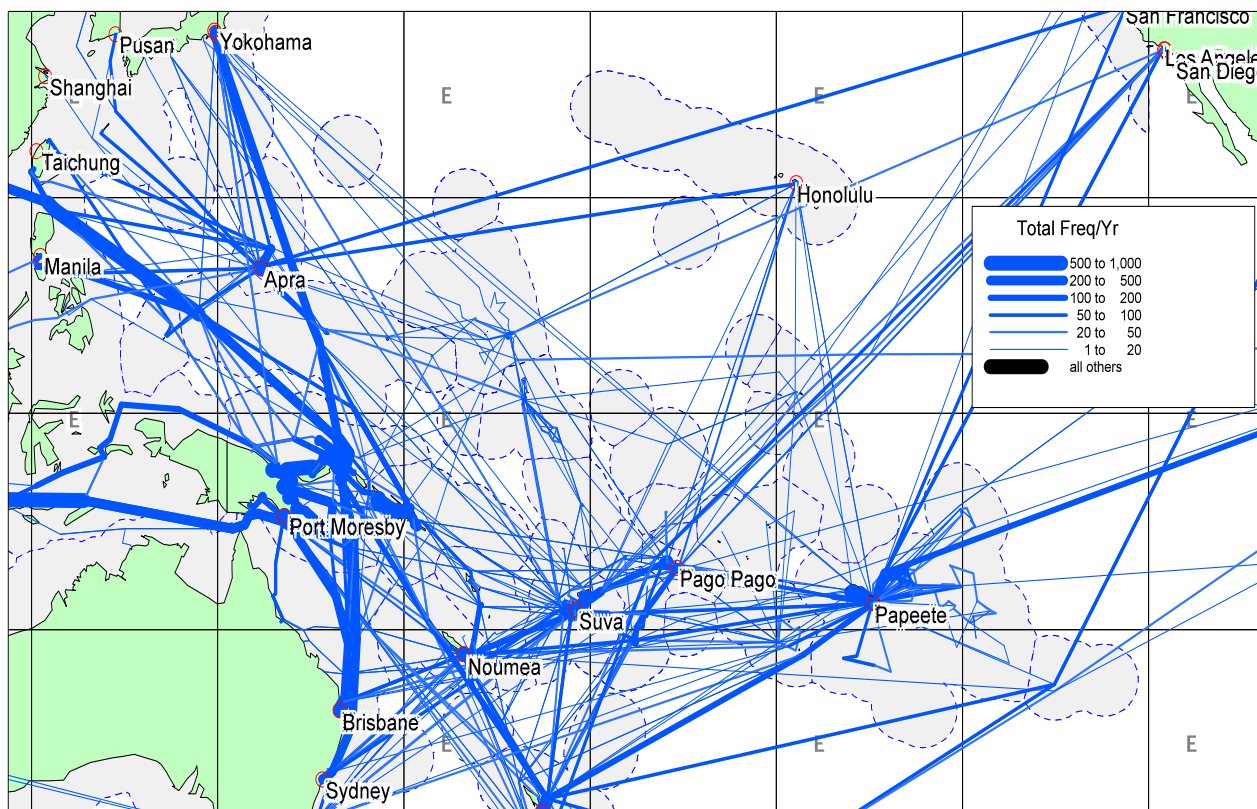 San Francisco
Yokohama
Pusan
Los Angele
San Dieg
Shanghai
E
E
E
E
Taichung
Honolulu
Total Freq/Yr
500 to 1,000
200 to 500
100 to 200
50 to 100
20 to 50
1 to 20
all others
Manila
Apra
E
E
E
E
Port Moresby
Pago Pago
Suva
Papeete
Noumea
Brisbane
E
E
E
Sydney